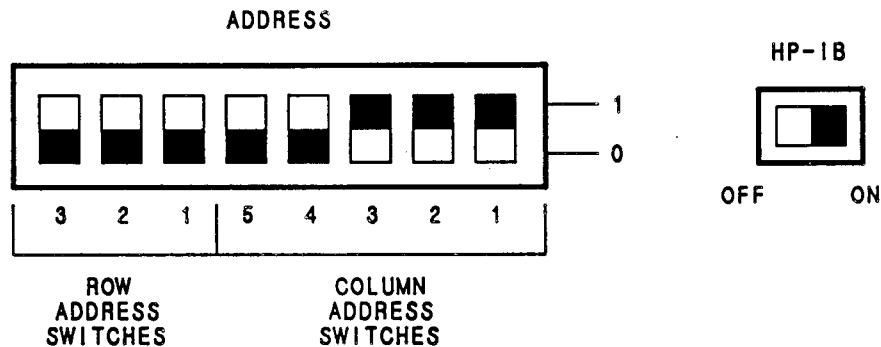 ADDRESS
HP-IB
1
0
OFF ON
3 2 1 5 4 3 2 1
ROW
ADDRESS
SWITCHES
COLUMN
ADDRESS
SWITCHES